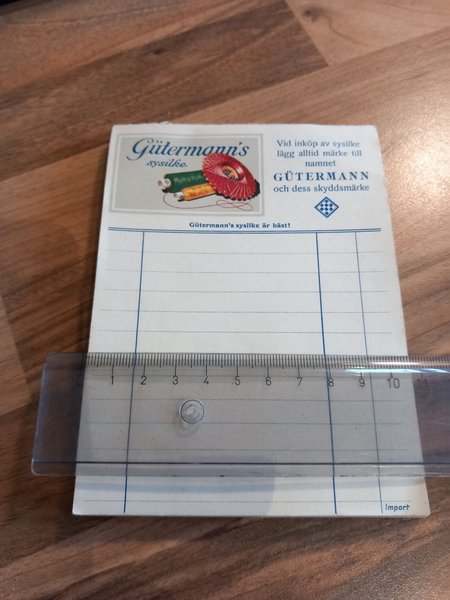 Gütermann's
sysilke.
Vid inköp av sysilke
lägg alltid märke till
namnet
GÜTERMANN
och dess skyddsmärke
Gütermann's sysilke är bäst!
1 2 3 4 5 6 7 8 9 10 11
Import